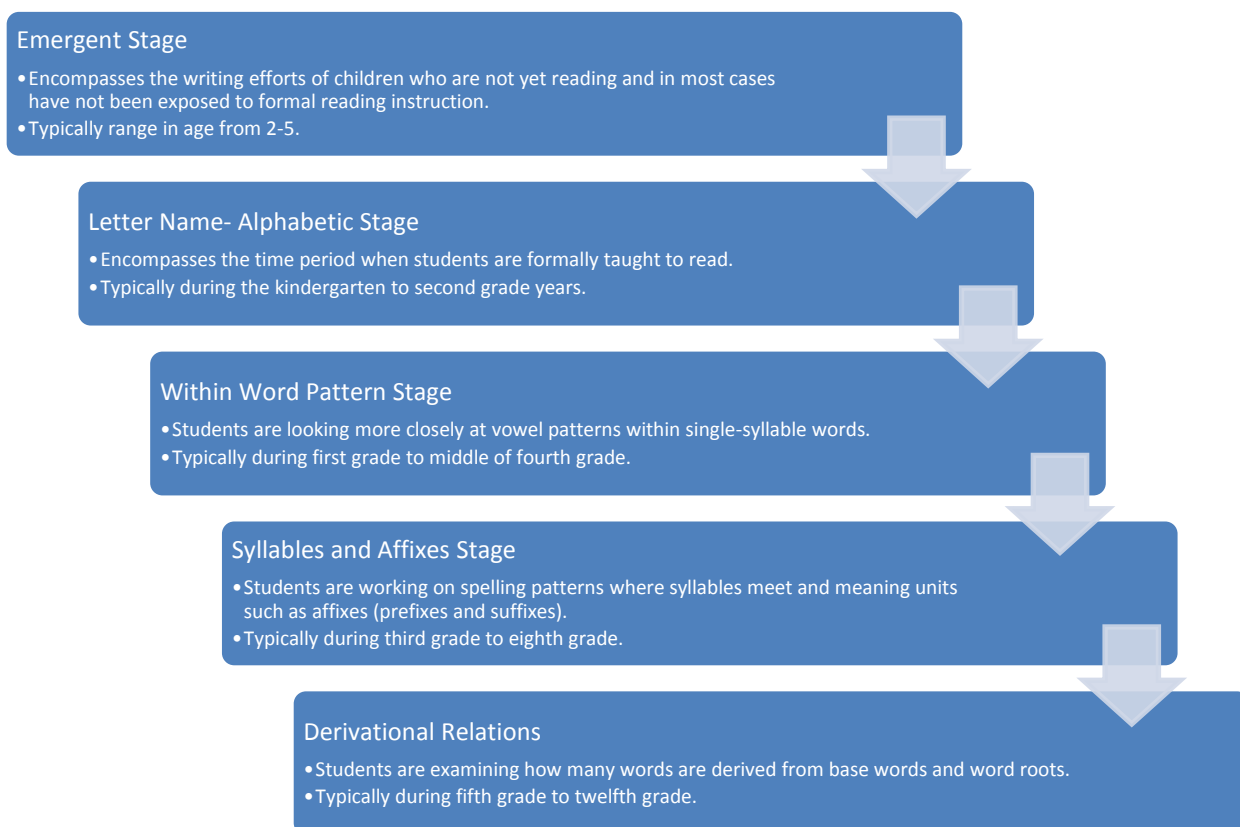 Emergent Stage
•Encompasses the writing efforts of children who are not yet reading and in most cases
have not been exposed to formal reading instruction.
•Typically range in age from 2-5.
Letter Name- Alphabetic Stage
•Encompasses the time period when students are formally taught to read.
•Typically during the kindergarten to second grade years.
Within Word Pattern Stage
•Students are looking more closely at vowel patterns within single-syllable words.
•Typically during first grade to middle of fourth grade.
Syllables and Affixes Stage
•Students are working on spelling patterns where syllables meet and meaning units
such as affixes (prefixes and suffixes).
•Typically during third grade to eighth grade.
Derivational Relations
•Students are examining how many words are derived from base words and word roots.
•Typically during fifth grade to twelfth grade.